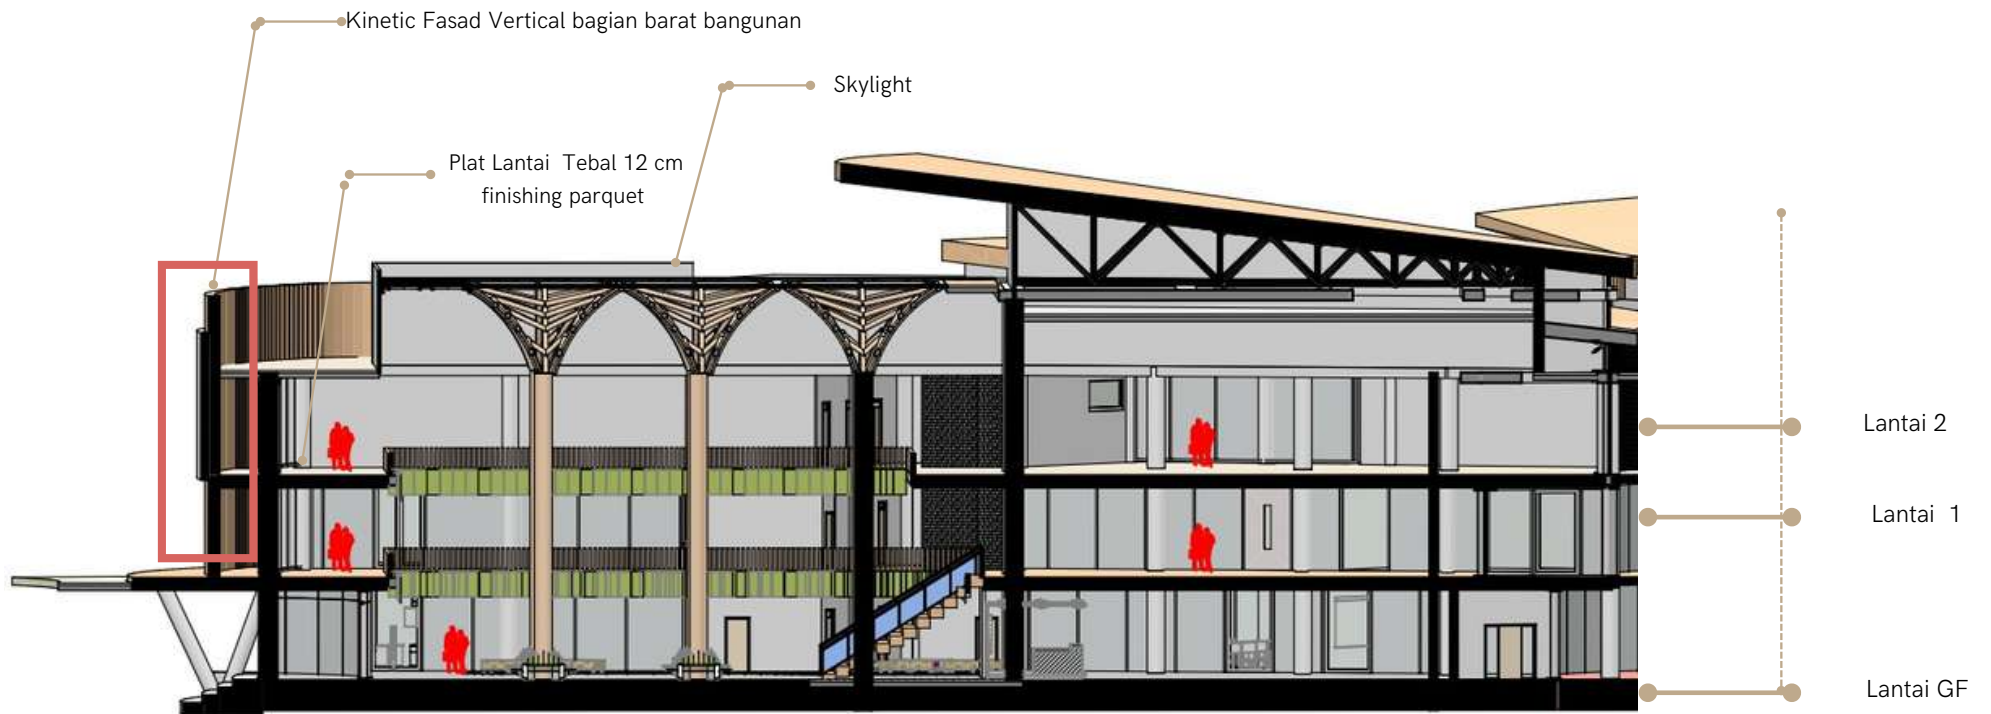 Kinetic Fasad Vertical bagian barat bangunan
Skylight
Plat Lantai Tebal 12 cm
finishing parquet
Lantai 2
Lantai 1
Lantai GF